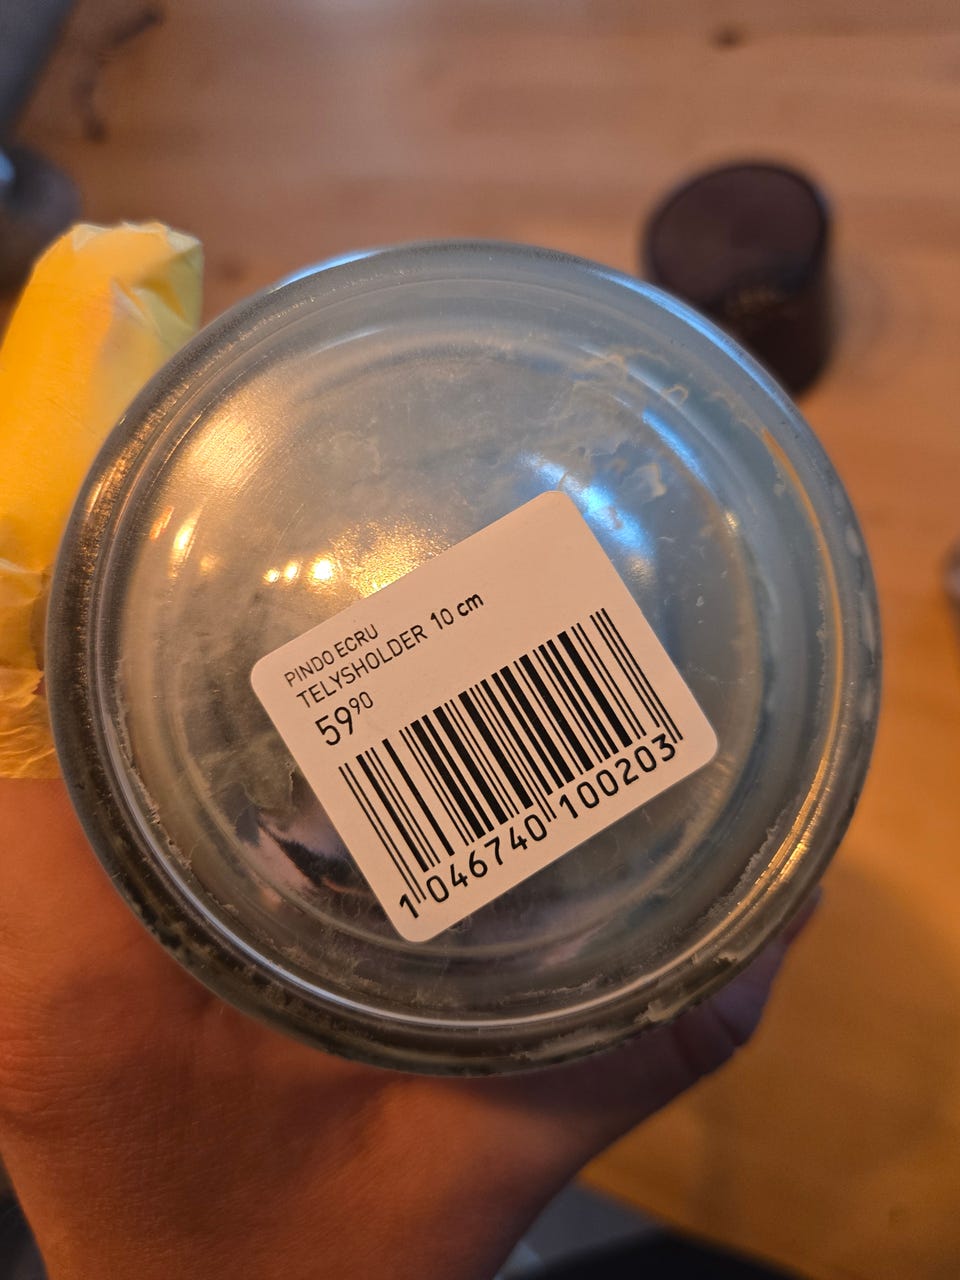 PINDO ECRU
TELYSHOLDER 10 cm
59⁹⁰
1 046740 100203